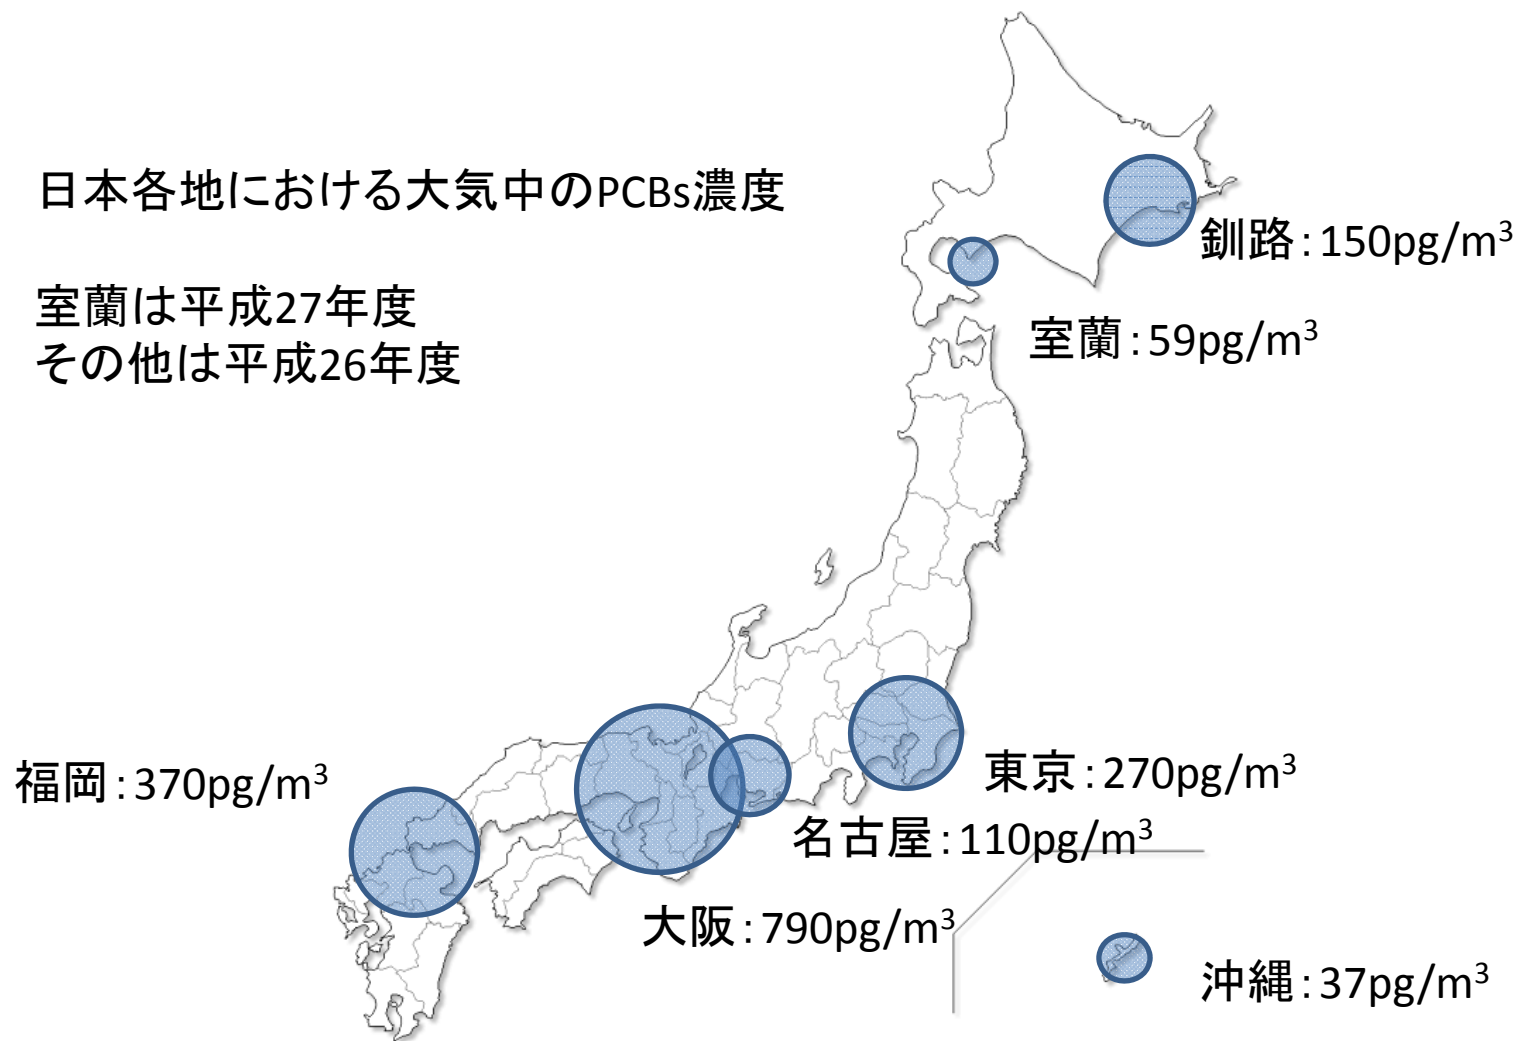 日本各地における大気中のPCBs濃度
室蘭は平成27年度
その他は平成26年度
釧路：150pg/m³
室蘭：59pg/m³
東京：270pg/m³
福岡：370pg/m³
名古屋：110pg/m³
大阪：790pg/m³
沖縄：37pg/m³